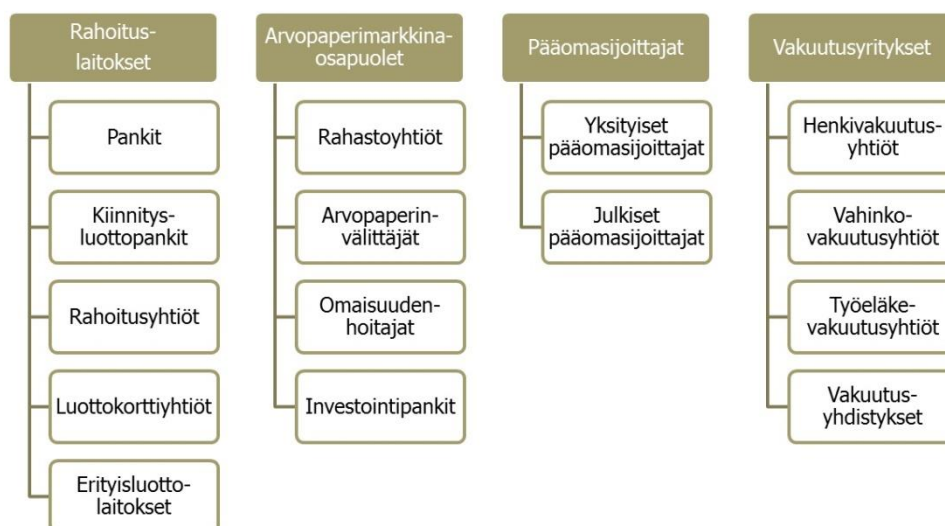 Rahoitus-
laitokset
Pankit
Kiinnitys-
luottopankit
Rahoitusyhtiöt
Luottokorttiyhtiöt
Erityisluotto-
laitokset
Arvopaperimarkkina-
osapuolet
Rahastoyhtiöt
Arvopaperin-
välittäjät
Omaisuuden-
hoitajat
Investointipankit
Pääomasijoittajat
Yksityiset
pääomasijoittajat
Julkiset
pääomasijoittajat
Vakuutusyritykset
Henkivakuutus-
yhtiöt
Vahinko-
vakuutusyhtiöt
Työeläke-
vakuutusyhtiöt
Vakuutus-
yhdistykset